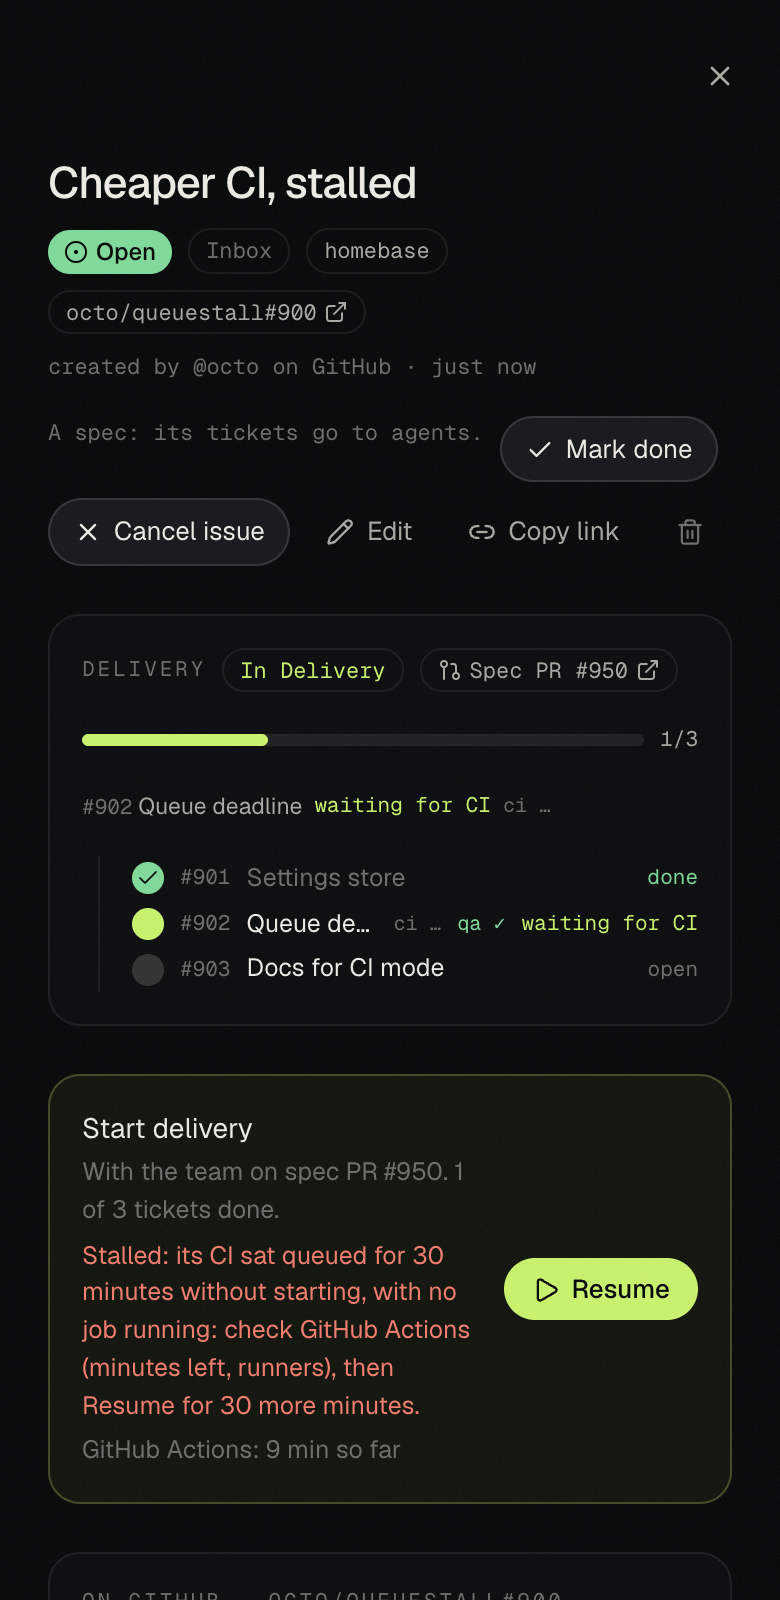 Cheaper CI, stalled
Open Inbox homebase
octo/queuestall#900
created by @octo on GitHub · just now
A spec: its tickets go to agents. Mark done
Cancel issue Edit Copy link
DELIVERY In Delivery Spec PR #950
1/3
#902 Queue deadline waiting for CI ci …
#901 Settings store done
#902 Queue de… ci … qa ✓ waiting for CI
#903 Docs for CI mode open
Start delivery
With the team on spec PR #950. 1
of 3 tickets done.
Stalled: its CI sat queued for 30
minutes without starting, with no
job running: check GitHub Actions
(minutes left, runners), then
Resume for 30 more minutes.
Resume
GitHub Actions: 9 min so far
ON GITHUB OCTO/QUEUESTALL#900